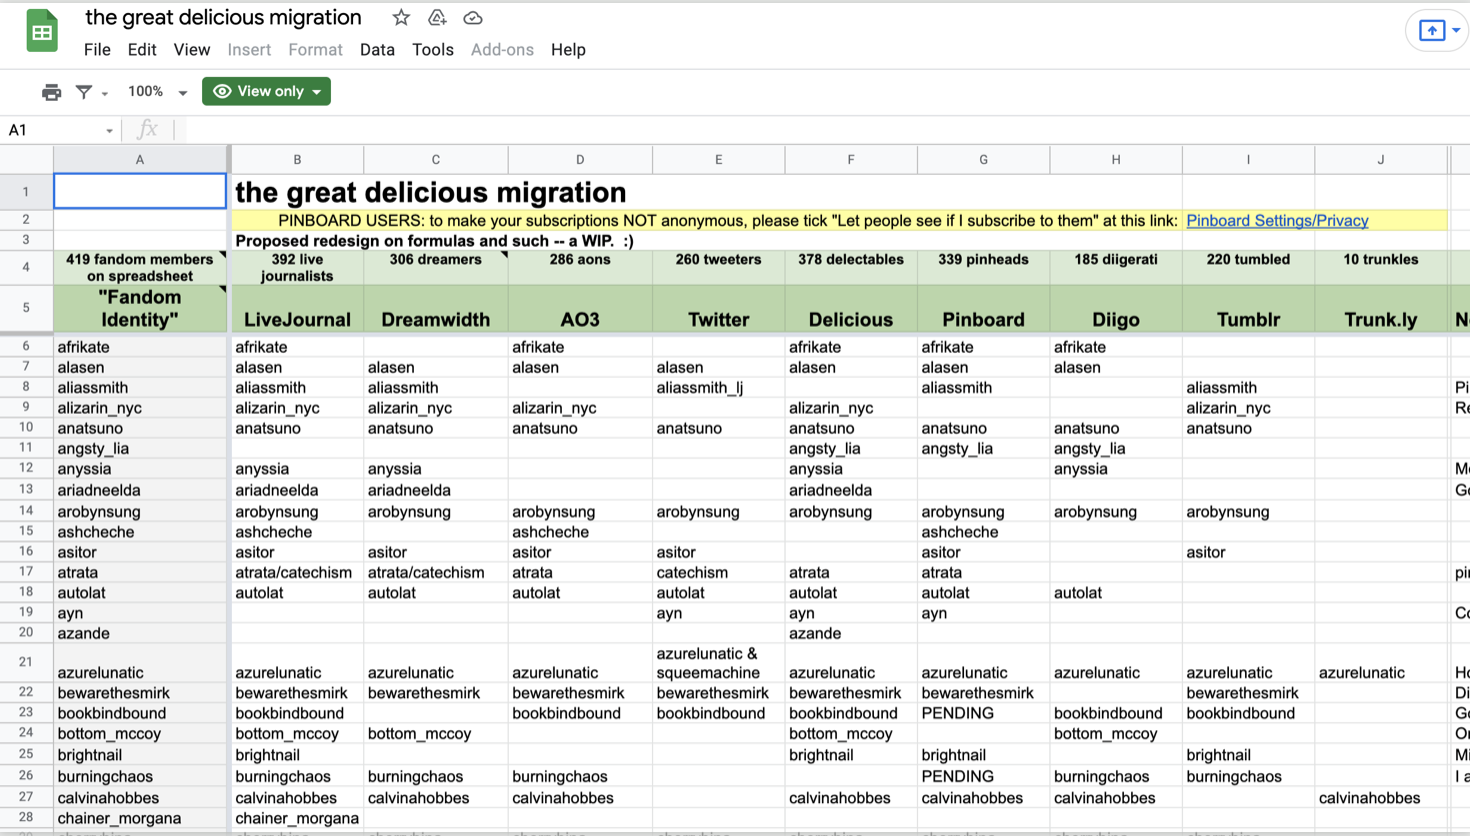 the great delicious migration
File Edit View Insert Format Data Tools Add-ons Help
100% View only
A1 fx
A B C D E F G H I J
1 the great delicious migration
2 PINBOARD USERS: to make your subscriptions NOT anonymous, please tick "Let people see if I subscribe to them" at this link: Pinboard Settings/Privacy
3 Proposed redesign on formulas and such -- a WIP. :)
4 419 fandom members on spreadsheet 392 live journalists 306 dreamers 286 aons 260 tweeters 378 delectables 339 pinheads 185 diigerati 220 tumbled 10 trunkles
5 "Fandom Identity" LiveJournal Dreamwidth AO3 Twitter Delicious Pinboard Diigo Tumblr Trunk.ly
6 afrikate afrikate afrikate afrikate afrikate afrikate
7 alasen alasen alasen alasen alasen alasen alasen alasen
8 aliassmith aliassmith aliassmith aliassmith_lj aliassmith aliassmith Pi
9 alizarin_nyc alizarin_nyc alizarin_nyc alizarin_nyc alizarin_nyc alizarin_nyc Re
10 anatsuno anatsuno anatsuno anatsuno anatsuno anatsuno anatsuno anatsuno anatsuno
11 angsty_lia angsty_lia angsty_lia angsty_lia
12 anyssia anyssia anyssia anyssia anyssia
13 ariadneelda ariadneelda ariadneelda ariadneelda
14 arobynsung arobynsung arobynsung arobynsung arobynsung arobynsung arobynsung arobynsung arobynsung
15 ashcheche ashcheche ashcheche ashcheche
16 asitor asitor asitor asitor asitor asitor asitor
17 atrata atrata/catechism atrata/catechism atrata catechism atrata atrata
18 autolat autolat autolat autolat autolat autolat autolat autolat
19 ayn ayn ayn ayn
20 azande azande
21 azurelunatic azurelunatic azurelunatic azurelunatic azurelunatic & squeemachine azurelunatic azurelunatic azurelunatic azurelunatic azurelunatic
22 bewarethesmirk bewarethesmirk bewarethesmirk bewarethesmirk bewarethesmirk bewarethesmirk bewarethesmirk bewarethesmirk Di
23 bookbindbound bookbindbound bookbindbound bookbindbound bookbindbound PENDING bookbindbound bookbindbound
24 bottom_mccoy bottom_mccoy bottom_mccoy bottom_mccoy bottom_mccoy
25 brightnail brightnail brightnail brightnail brightnail
26 burningchaos burningchaos burningchaos burningchaos PENDING burningchaos burningchaos I a
27 calvinahobbes calvinahobbes calvinahobbes calvinahobbes calvinahobbes calvinahobbes calvinahobbes calvinahobbes
28 chainer_morgana chainer_morgana